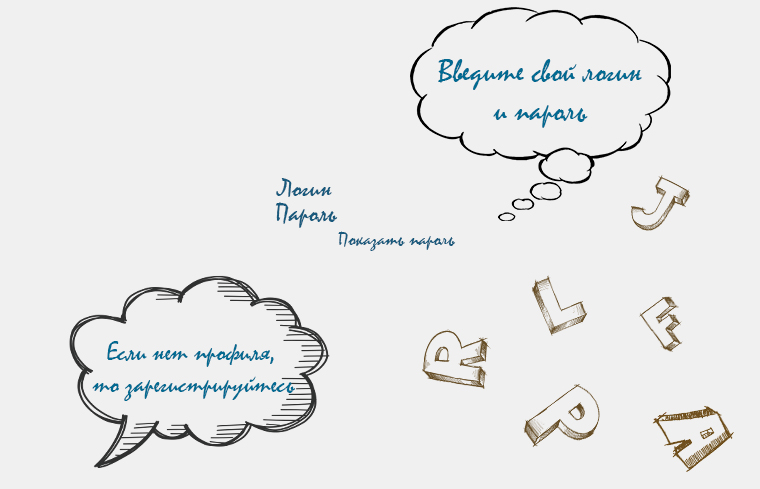 Введите свой логин
и пароль
Логин
Пароль
Показать пароль
J
L
F
R
P
A
Если нет профиля,
то зарегистрируйтесь